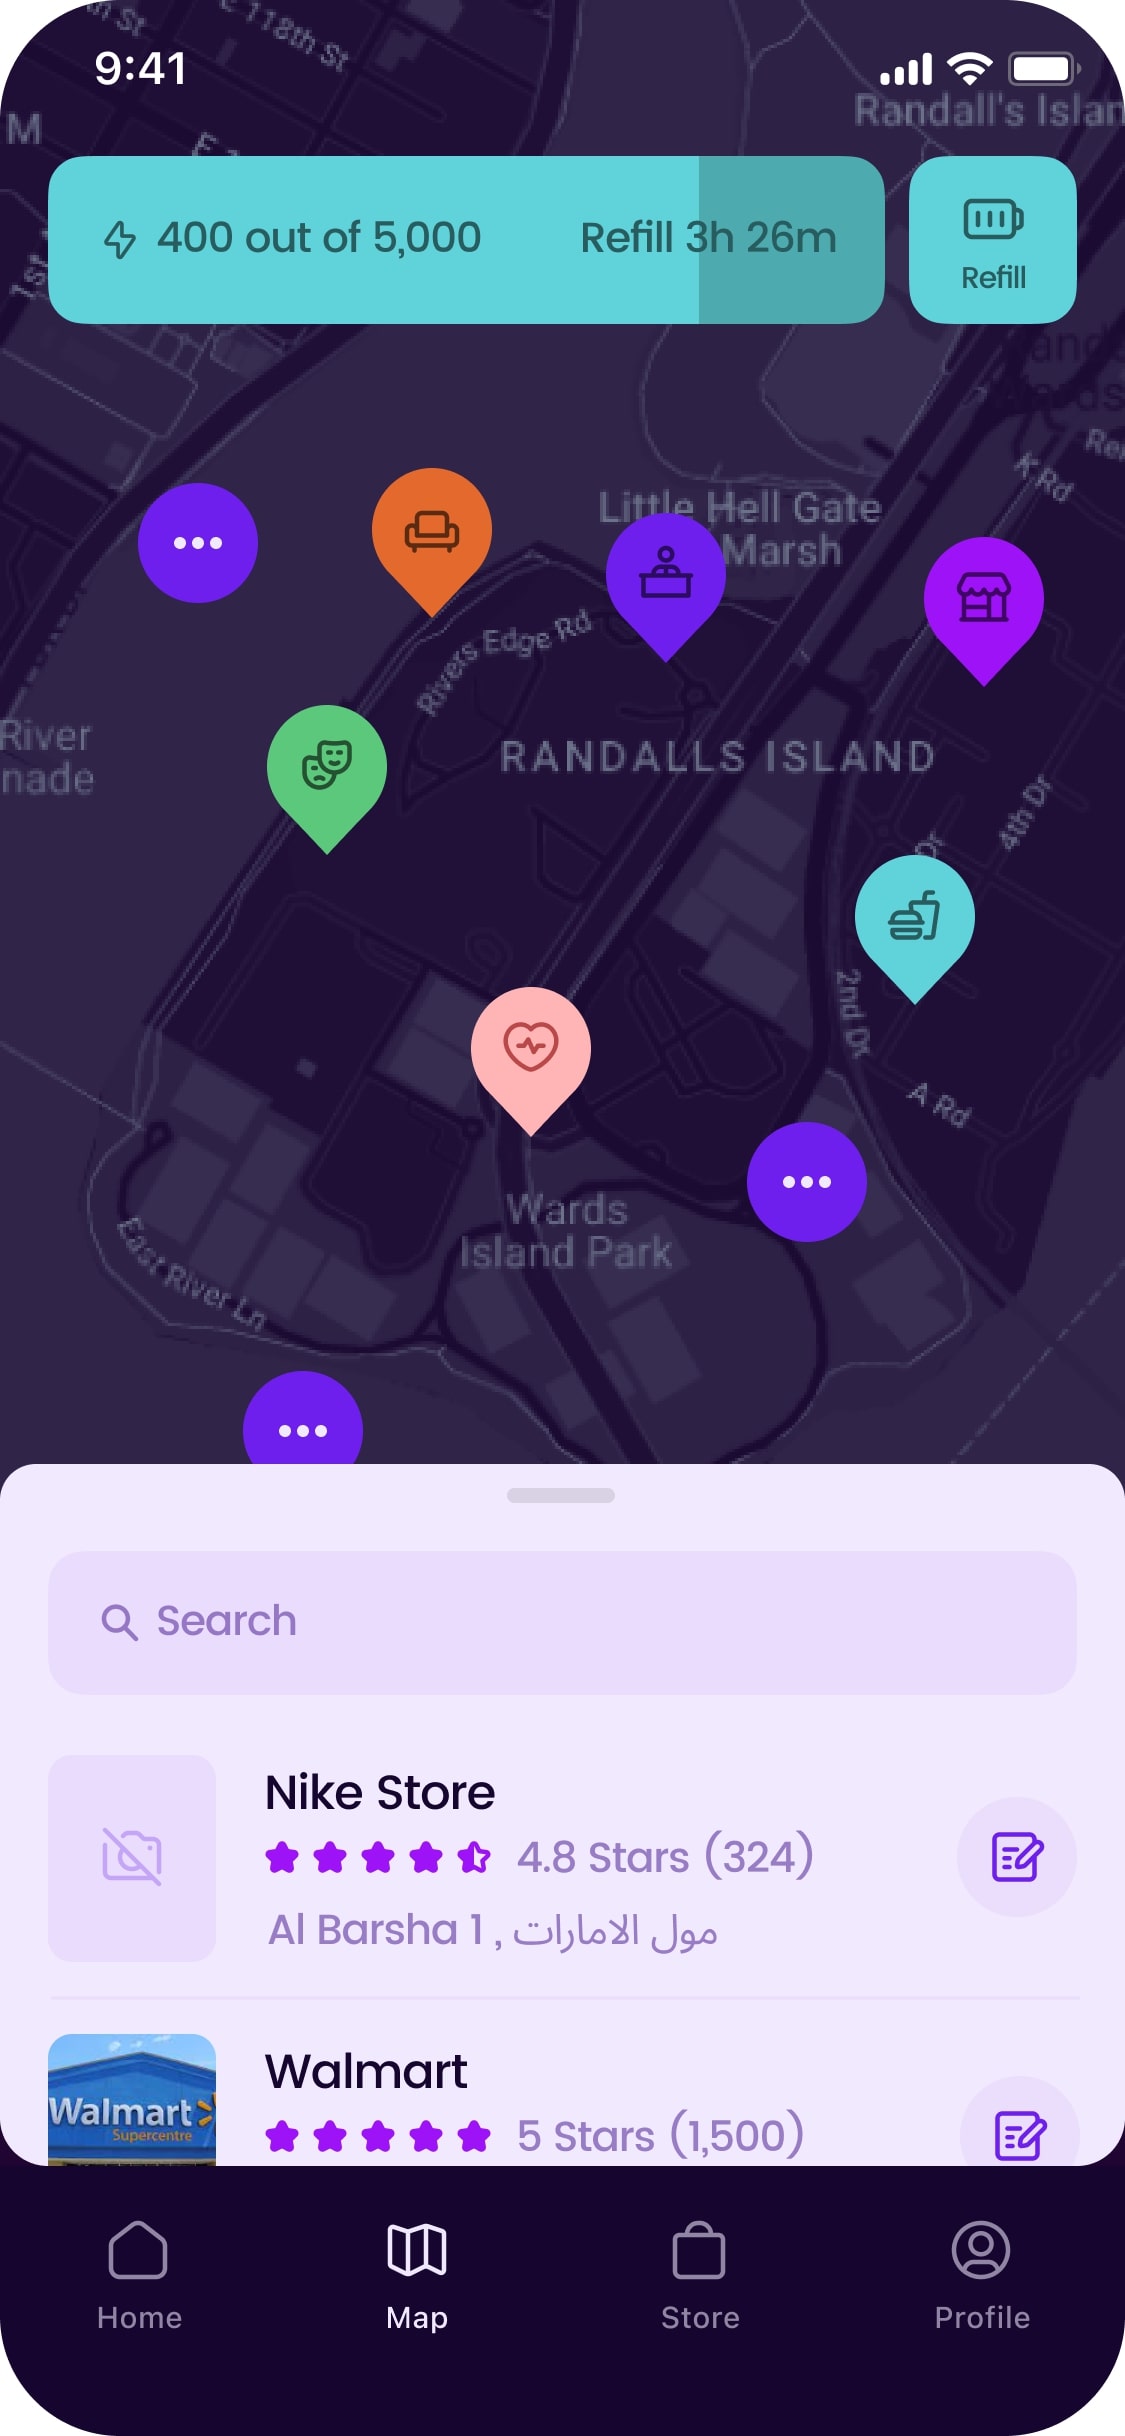 E 118th St
9:41
Randall's Islan
M
400 out of 5,000
Refill 3h 26m
Refill
K Rd
Little Hell Gate
Marsh
Rivers Edge Rd
River
nade
RANDALLS ISLAND
4th Dr
Dr
2nd Dr
A Rd
Wards
Island Park
East River Ln
Search
Nike Store
4.8 Stars (324)
Al Barsha 1 , مول الامارات
Walmart
Supercentre
Walmart
5 Stars (1,500)
Home
Map
Store
Profile